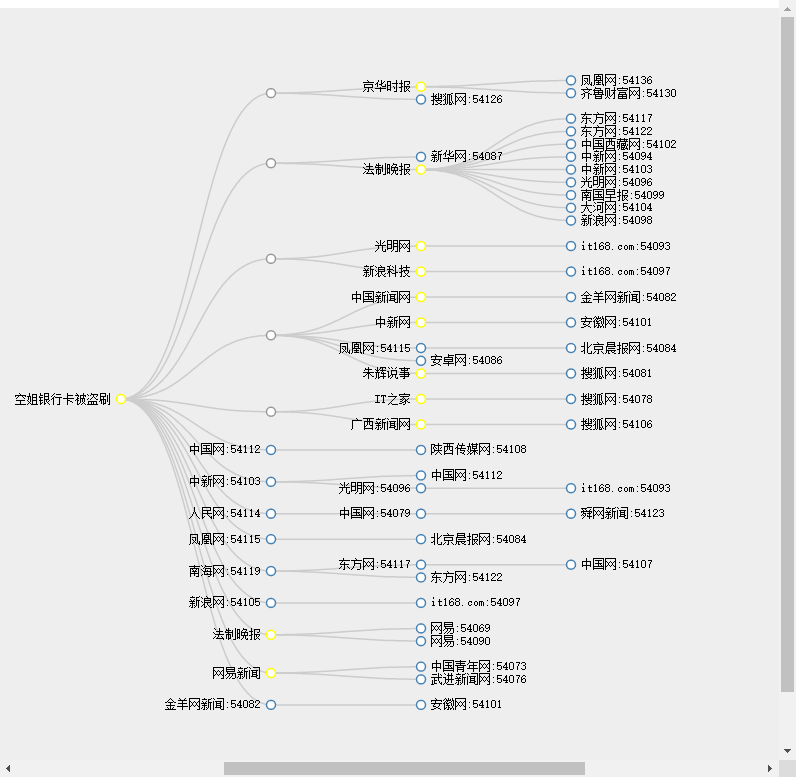 京华时报
凤凰网:54136
齐鲁财富网:54130
搜狐网:54126
东方网:54117
东方网:54122
中国西藏网:54102
新华网:54087
中新网:54094
法制晚报
中新网:54103
光明网:54096
南国早报:54099
大河网:54104
新浪网:54098
光明网
it168.com:54093
新浪科技
it168.com:54097
中国新闻网
金羊网新闻:54082
中新网
安徽网:54101
凤凰网:54115
北京晨报网:54084
安卓网:54086
朱辉说事
搜狐网:54081
空姐银行卡被盗刷
IT之家
搜狐网:54078
广西新闻网
搜狐网:54106
中国网:54112
陕西传媒网:54108
中新网:54103
中国网:54112
光明网:54096
it168.com:54093
人民网:54114
中国网:54079
舜网新闻:54123
凤凰网:54115
北京晨报网:54084
南海网:54119
东方网:54117
中国网:54107
东方网:54122
新浪网:54105
it168.com:54097
法制晚报
网易:54069
网易:54090
网易新闻
中国青年网:54073
武进新闻网:54076
金羊网新闻:54082
安徽网:54101